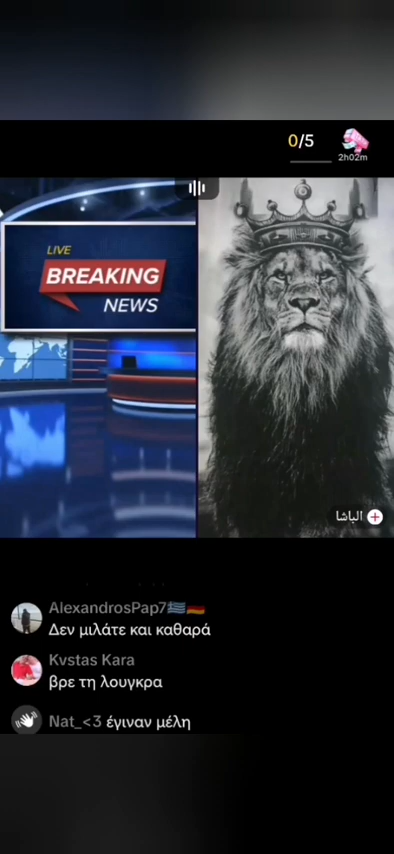 0/5
2h02m
LIVE
BREAKING
NEWS
الباشا
AlexandrosPap7🇬🇷🇩🇪
Δεν μιλάτε και καθαρά
Kvstas Kara
βρε τη λουγκρα
Nat_<3 έγιναν μέλη